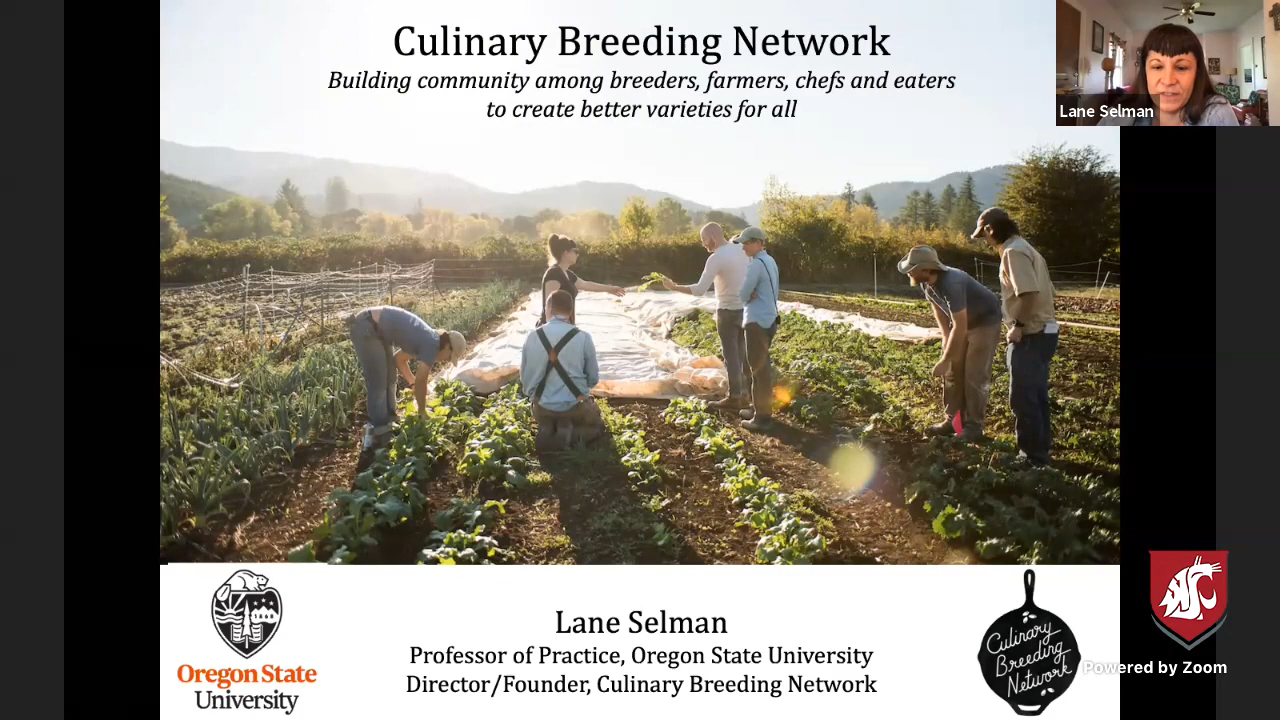 Culinary Breeding Network
Building community among breeders, farmers, chefs and eaters
to create better varieties for all
Lane Selman
Oregon State
University
Lane Selman
Professor of Practice, Oregon State University
Director/Founder, Culinary Breeding Network
Culinary
Breeding
Network
Powered by Zoom